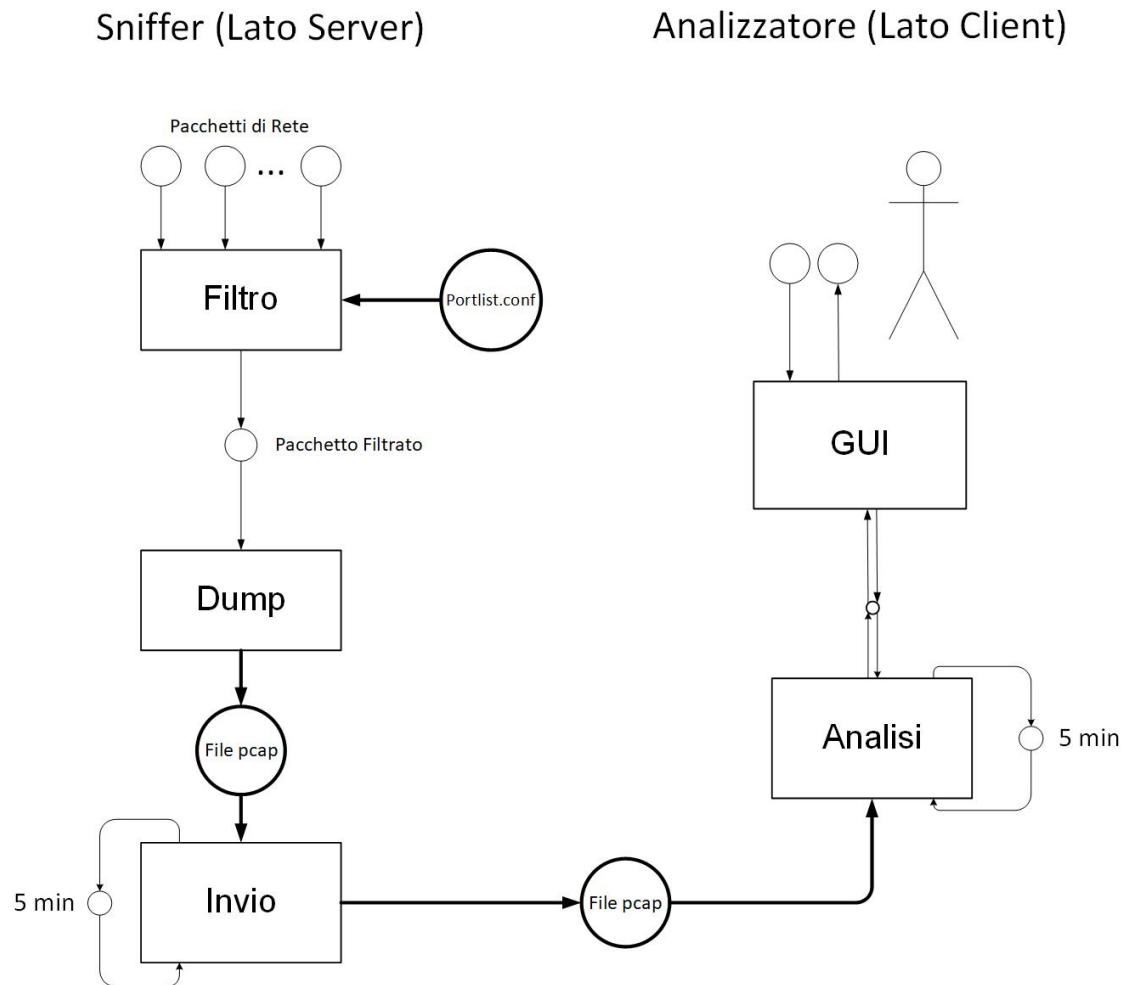 Sniffer (Lato Server)
Analizzatore (Lato Client)
Pacchetti di Rete
...
Filtro
Portlist.conf
Pacchetto Filtrato
Dump
File pcap
5 min
Invio
File pcap
GUI
Analisi
5 min